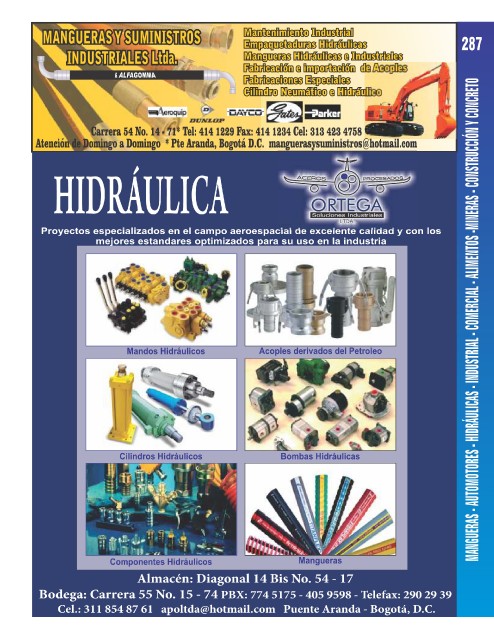 MANGUERAS Y SUMINISTROS
INDUSTRIALES Ltda.
ALFAGOMMA
Mantenimiento Industrial
Empaquetaduras Hidráulicas
Mangueras Hidráulicas e Industriales
Fabricación e importación de Acoples
Fabricaciones Especiales
Cilindro Neumático e Hidráulico
Aeroquip
DUNLOP
DAYCO
Gates
Parker
Carrera 54 No. 14 - 71* Tel: 414 1229 Fax: 414 1234 Cel: 313 423 4758
Atención de Domingo a Domingo * Pte Aranda, Bogotá D.C. manguerasysuministros@hotmail.com
287
MANGUERAS - AUTOMOTORES - HIDRÁULICAS - INDUSTRIAL - COMERCIAL - ALIMENTOS -MINERAS - CONSTRUCCIÓN Y CONCRETO
HIDRÁULICA
ACEROS PROCESADOS
ORTEGA
Soluciones Industriales
LTDA.
Proyectos especializados en el campo aeroespacial de excelente calidad y con los
mejores estandares optimizados para su uso en la industria
Mandos Hidráulicos
Acoples derivados del Petroleo
Cilindros Hidráulicos
Bombas Hidráulicas
Componentes Hidráulicos
Mangueras
Almacén: Diagonal 14 Bis No. 54 - 17
Bodega: Carrera 55 No. 15 - 74 PBX: 774 5175 - 405 9598 - Telefax: 290 29 39
Cel.: 311 854 87 61 apoltda@hotmail.com Puente Aranda - Bogotá, D.C.